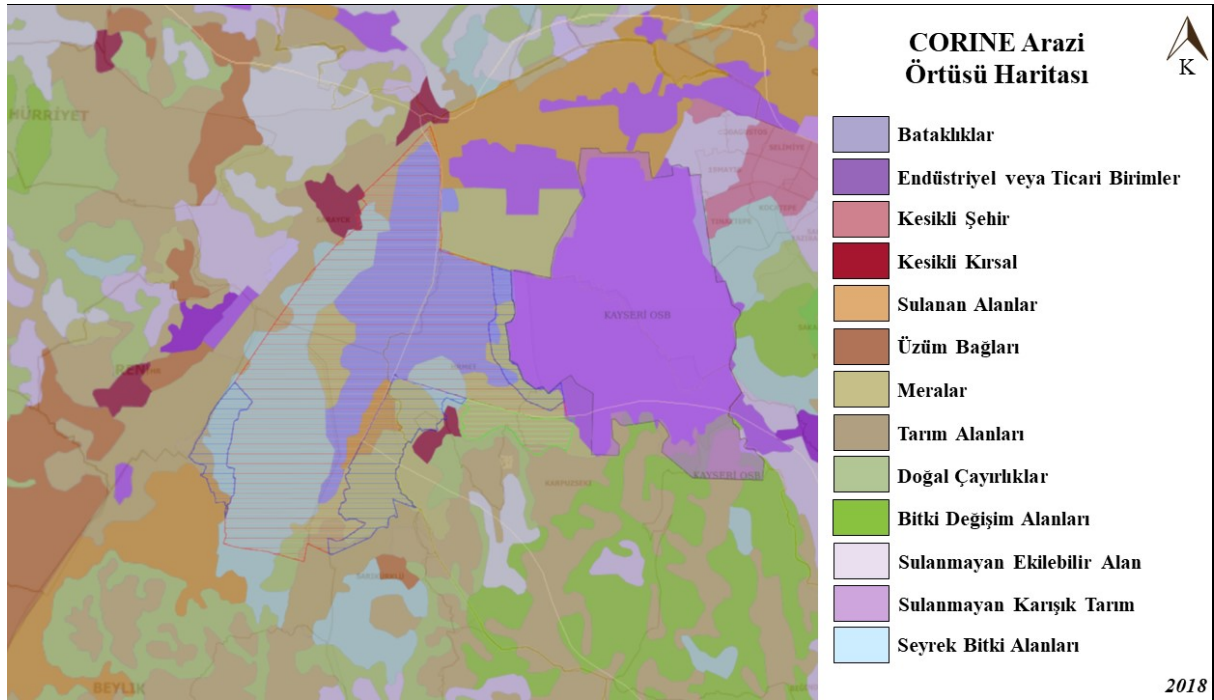 CORINE Arazi
Örtüsü Haritası
K
Bataklıklar
Endüstriyel veya Ticari Birimler
Kesikli Şehir
Kesikli Kırsal
Sulanan Alanlar
Üzüm Bağları
Meralar
Tarım Alanları
Doğal Çayırlıklar
Bitki Değişim Alanları
Sulanmayan Ekilebilir Alan
Sulanmayan Karışık Tarım
Seyrek Bitki Alanları
2018
HÜRRİYET
KAYSERİ OSB
KARPUZSEKİ
KAYSERİ OSB
BEYLİK